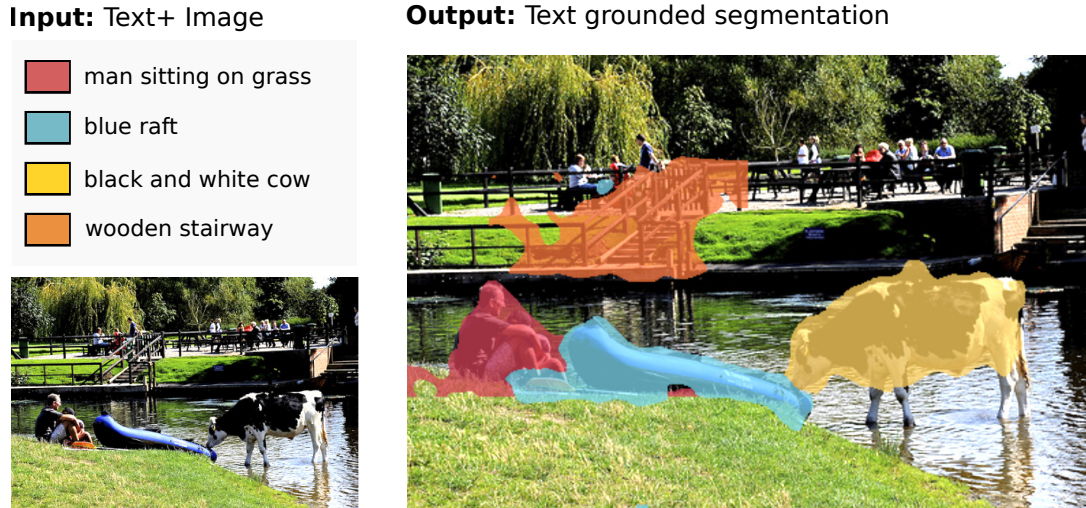 Input: Text+ Image
man sitting on grass
blue raft
black and white cow
wooden stairway
Output: Text grounded segmentation